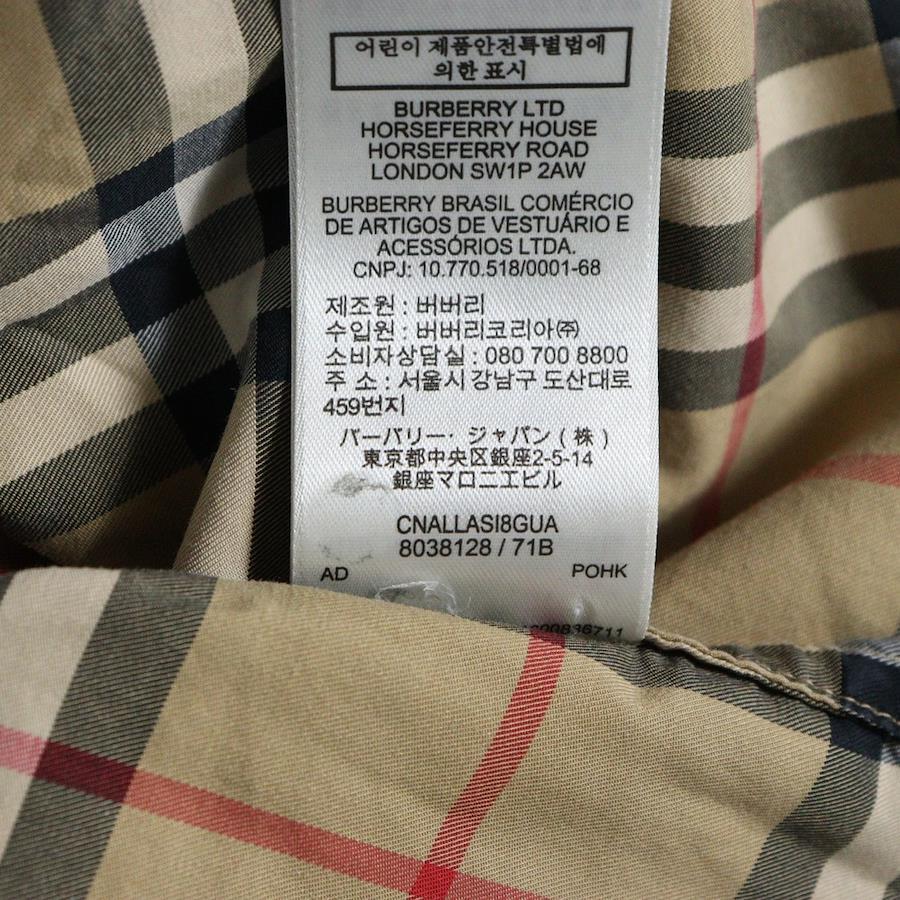 어린이 제품안전특별법에
의한 표시
BURBERRY LTD
HORSEFERRY HOUSE
HORSEFERRY ROAD
LONDON SW1P 2AW
BURBERRY BRASIL COMÉRCIO
DE ARTIGOS DE VESTUÁRIO E
ACESSÓRIOS LTDA.
CNPJ: 10.770.518/0001-68
제조원 : 버버리
수입원 : 버버리코리아㈜
소비자상담실 : 080 700 8800
주 소 : 서울시 강남구 도산대로
459번지
バーバリー・ジャパン ( 株 )
東京都中央区銀座2-5-14
銀座マロニエビル
CNALLASI8GUA
8038128 / 71B
AD POHK